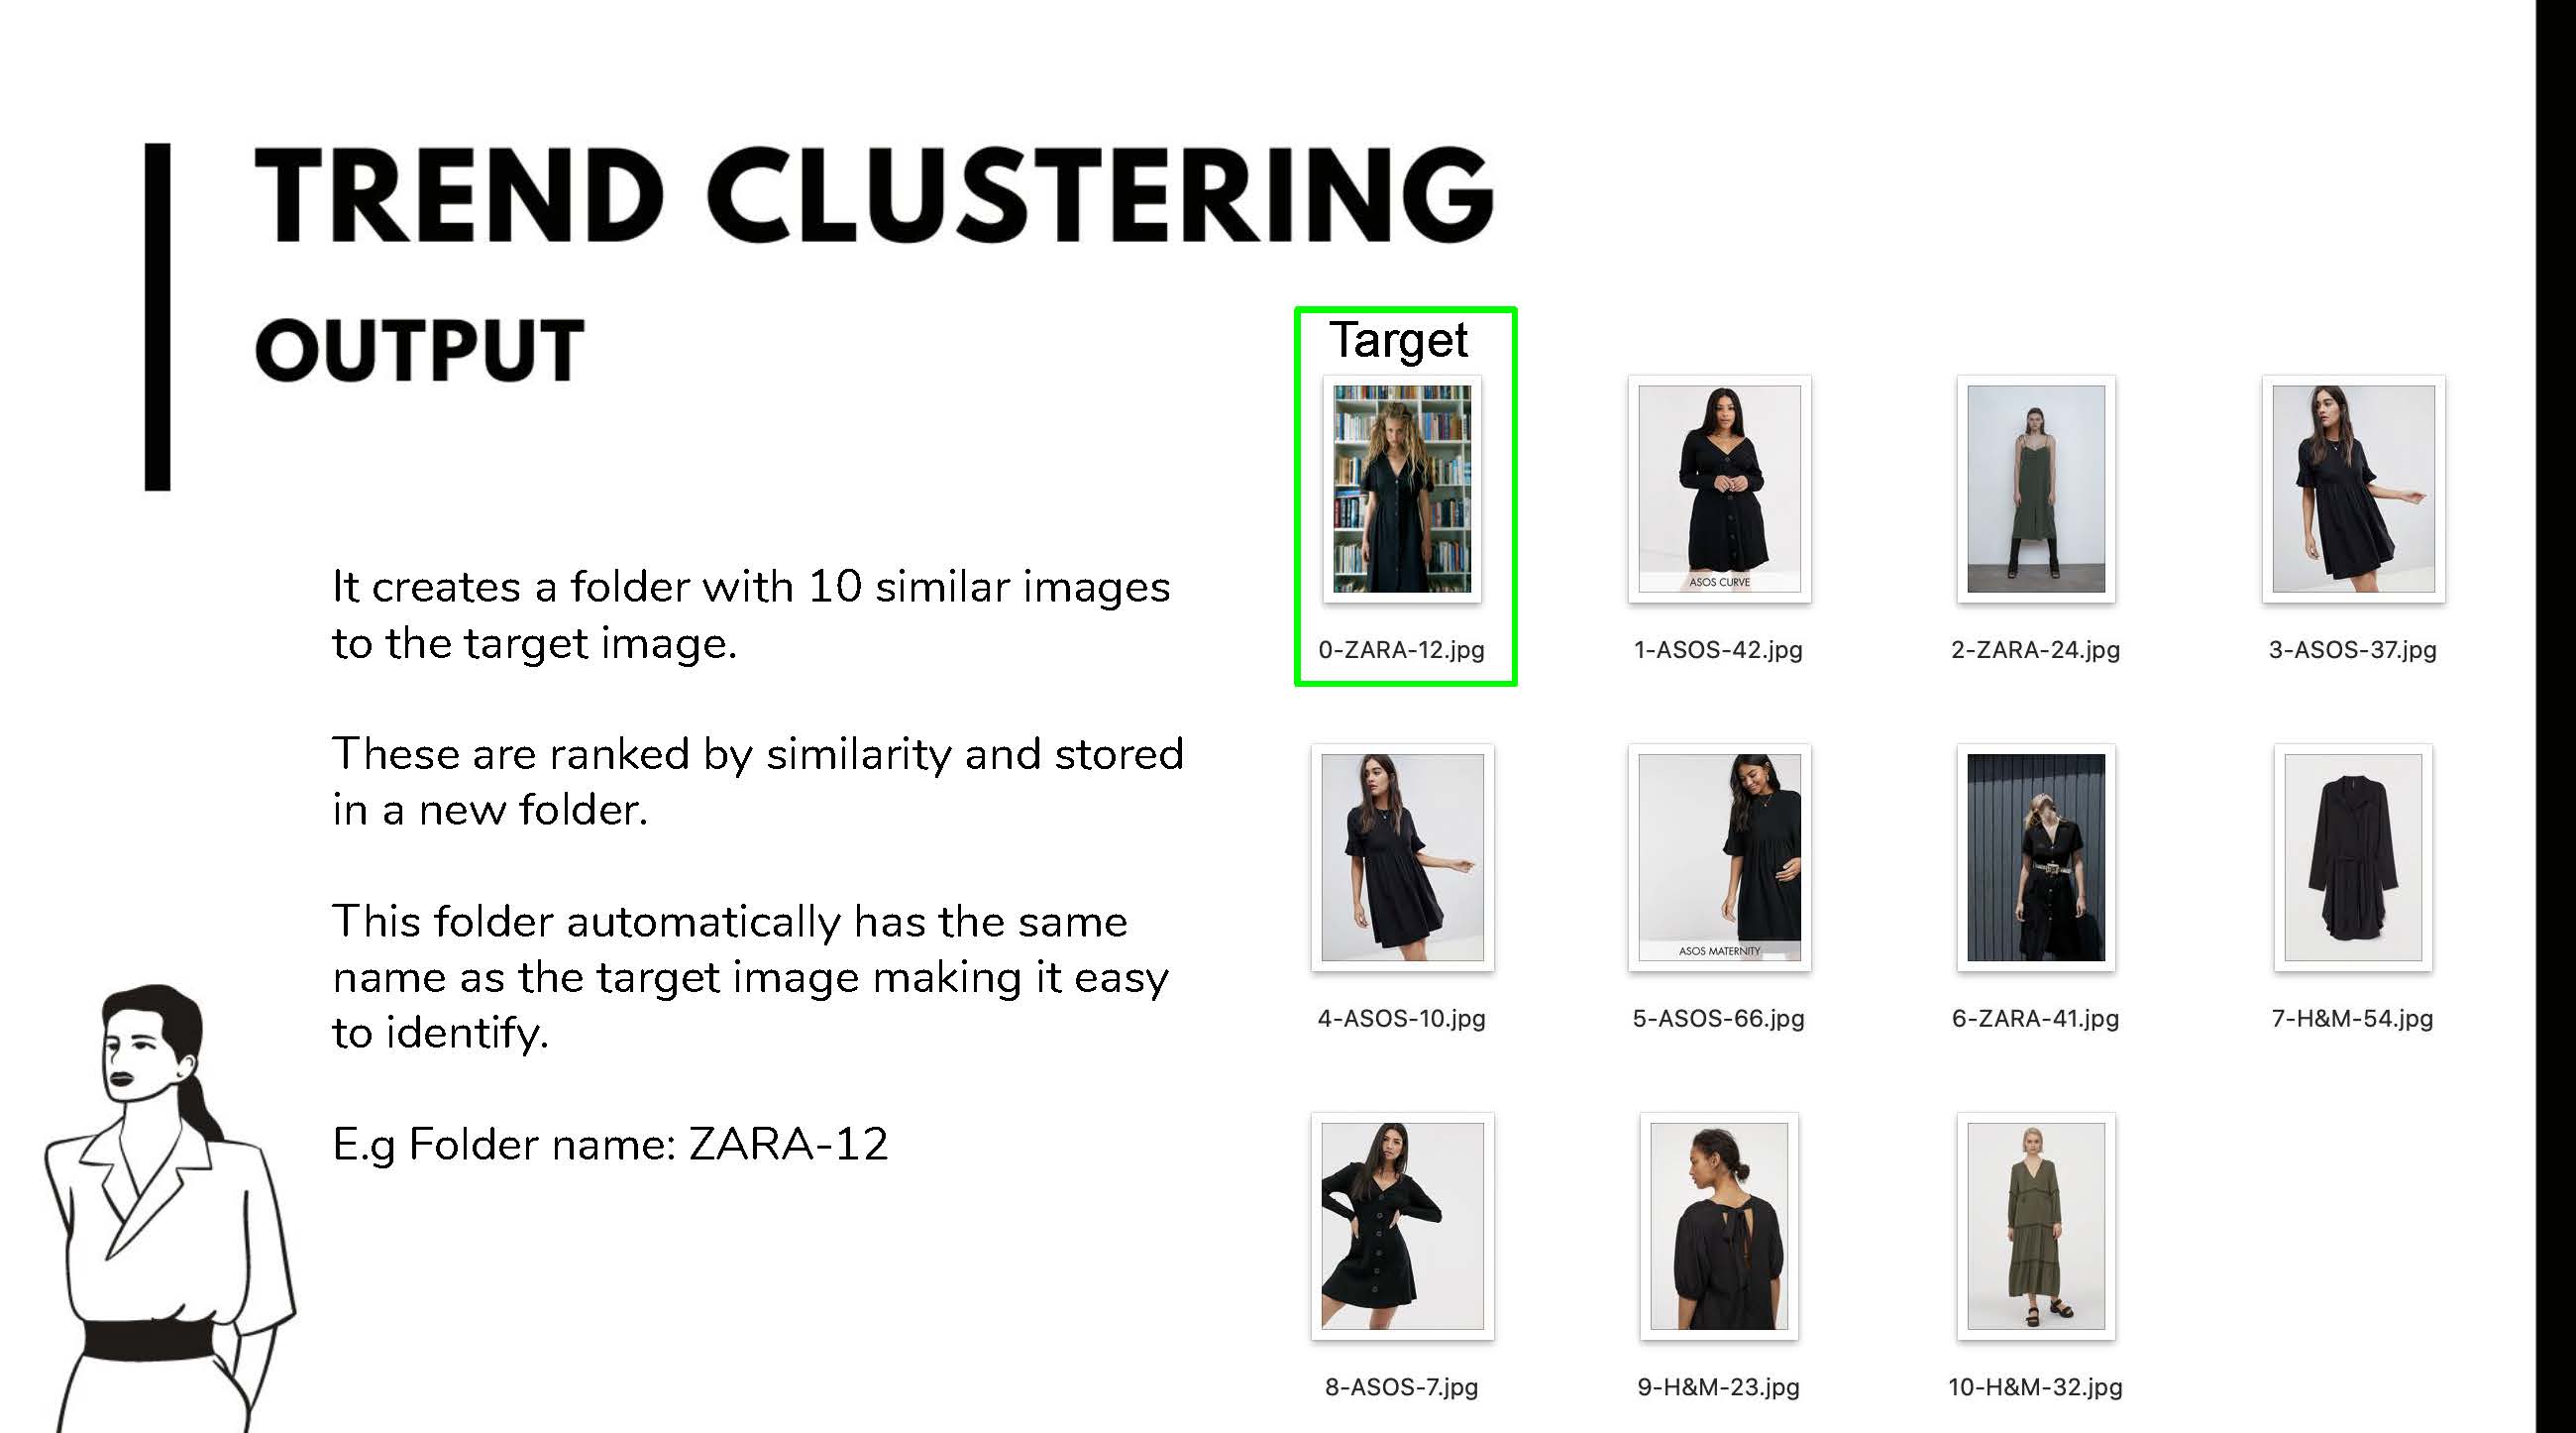 TREND CLUSTERING
OUTPUT
It creates a folder with 10 similar images
to the target image.
These are ranked by similarity and stored
in a new folder.
This folder automatically has the same
name as the target image making it easy
to identify.
E.g Folder name: ZARA-12
Target
0-ZARA-12.jpg
ASOS CURVE
1-ASOS-42.jpg
2-ZARA-24.jpg
3-ASOS-37.jpg
4-ASOS-10.jpg
ASOS MATERNITY
5-ASOS-66.jpg
6-ZARA-41.jpg
7-H&M-54.jpg
8-ASOS-7.jpg
9-H&M-23.jpg
10-H&M-32.jpg